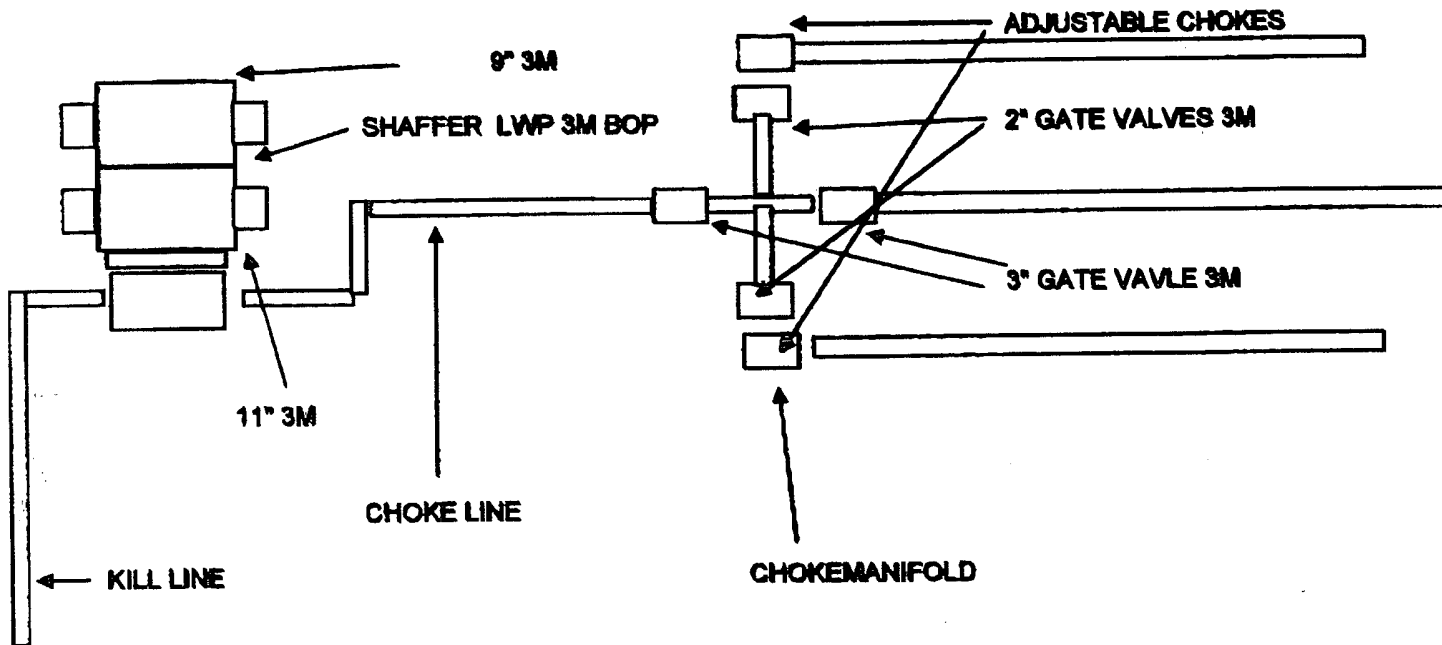 ADJUSTABLE CHOKES
9" 3M
SHAFFER LWP 3M BOP
2" GATE VALVES 3M
3" GATE VAVLE 3M
11" 3M
CHOKE LINE
KILL LINE
CHOKEMANIFOLD